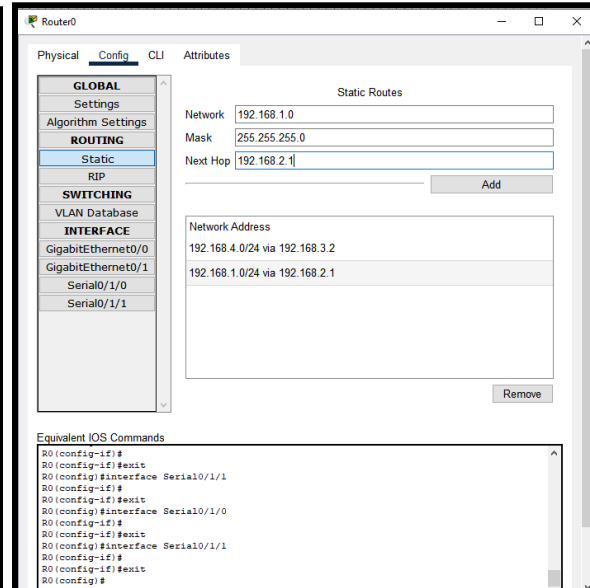 Router0
Physical Config CLI Attributes
GLOBAL
Settings
Algorithm Settings
ROUTING
Static
RIP
SWITCHING
VLAN Database
INTERFACE
GigabitEthernet0/0
GigabitEthernet0/1
Serial0/1/0
Serial0/1/1
Static Routes
Network 192.168.1.0
Mask 255.255.255.0
Next Hop 192.168.2.1
Add
Network Address
192.168.4.0/24 via 192.168.3.2
192.168.1.0/24 via 192.168.2.1
Remove
Equivalent IOS Commands
R0(config-if)#
R0(config-if)#exit
R0(config)#interface Serial0/1/1
R0(config-if)#
R0(config-if)#exit
R0(config)#interface Serial0/1/0
R0(config-if)#
R0(config-if)#exit
R0(config)#interface Serial0/1/1
R0(config-if)#
R0(config-if)#exit
R0(config)#